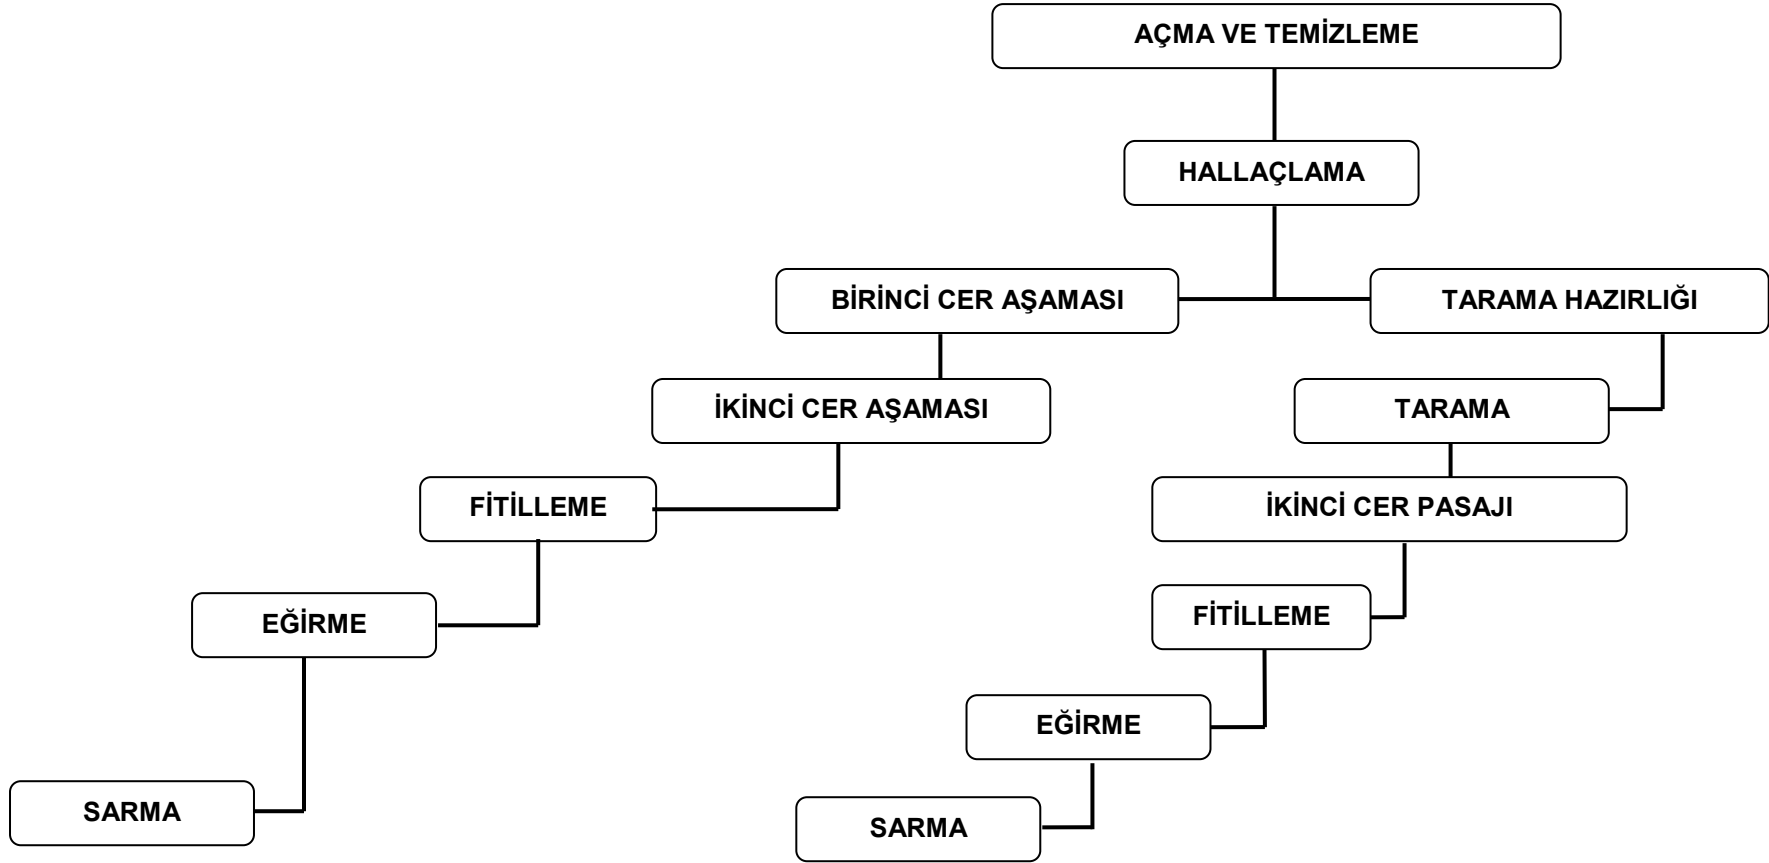 AÇMA VE TEMİZLEME
HALLAÇLAMA
BİRİNCİ CER AŞAMASI
TARAMA HAZIRLIĞI
İKİNCİ CER AŞAMASI
TARAMA
FİTİLLEME
İKİNCİ CER PASAJI
EĞİRME
FİTİLLEME
EĞİRME
SARMA
SARMA